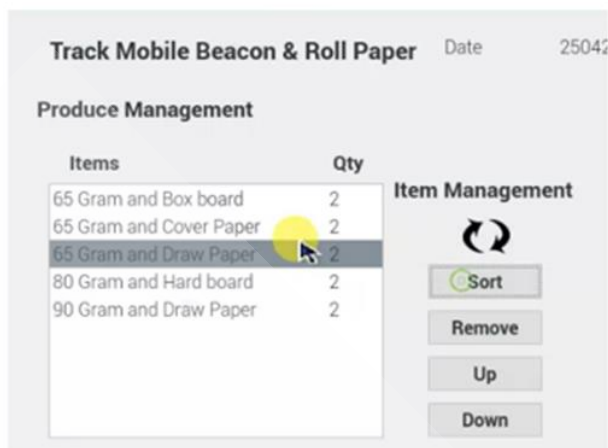 Track Mobile Beacon & Roll Paper Date 25042
Produce Management
Items Qty
Item Management
65 Gram and Box board 2
65 Gram and Cover Paper 2
65 Gram and Draw Paper 2
80 Gram and Hard board 2
90 Gram and Draw Paper 2
Sort
Remove
Up
Down